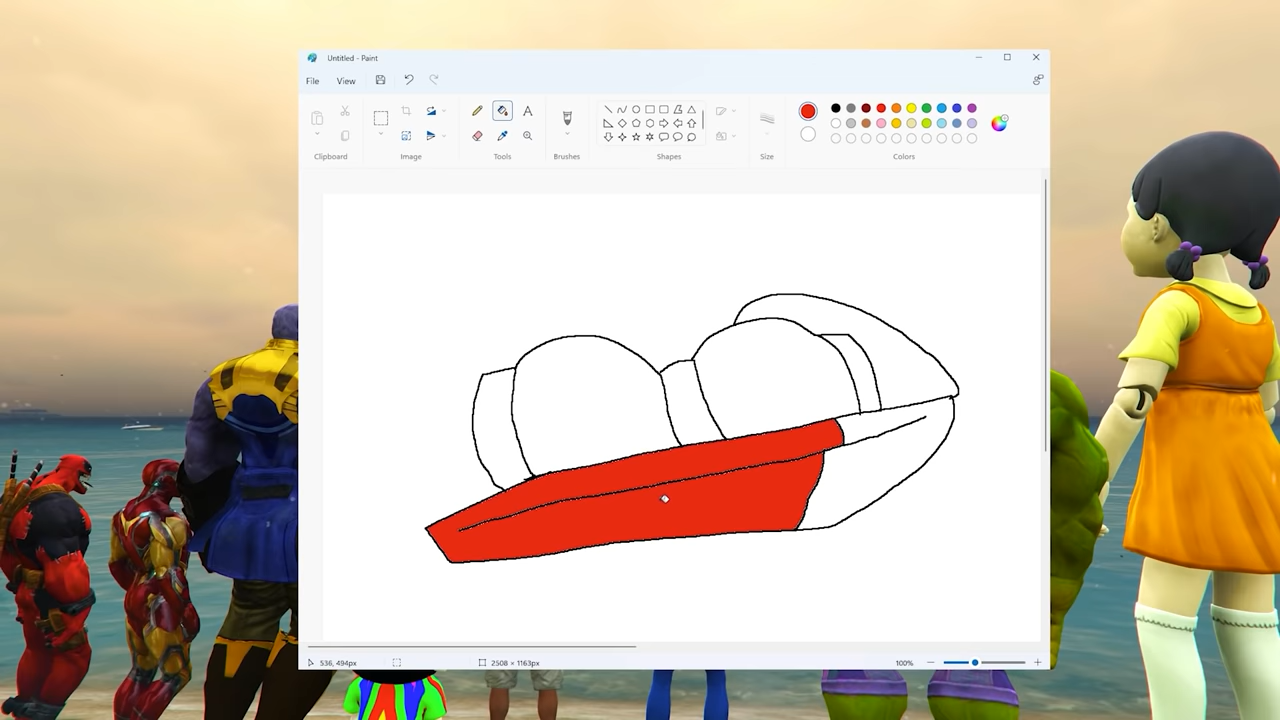 Untitled - Paint
File View
Clipboard Image Tools Brushes Shapes Size Colors
536, 494px 2508 × 1163px 100%